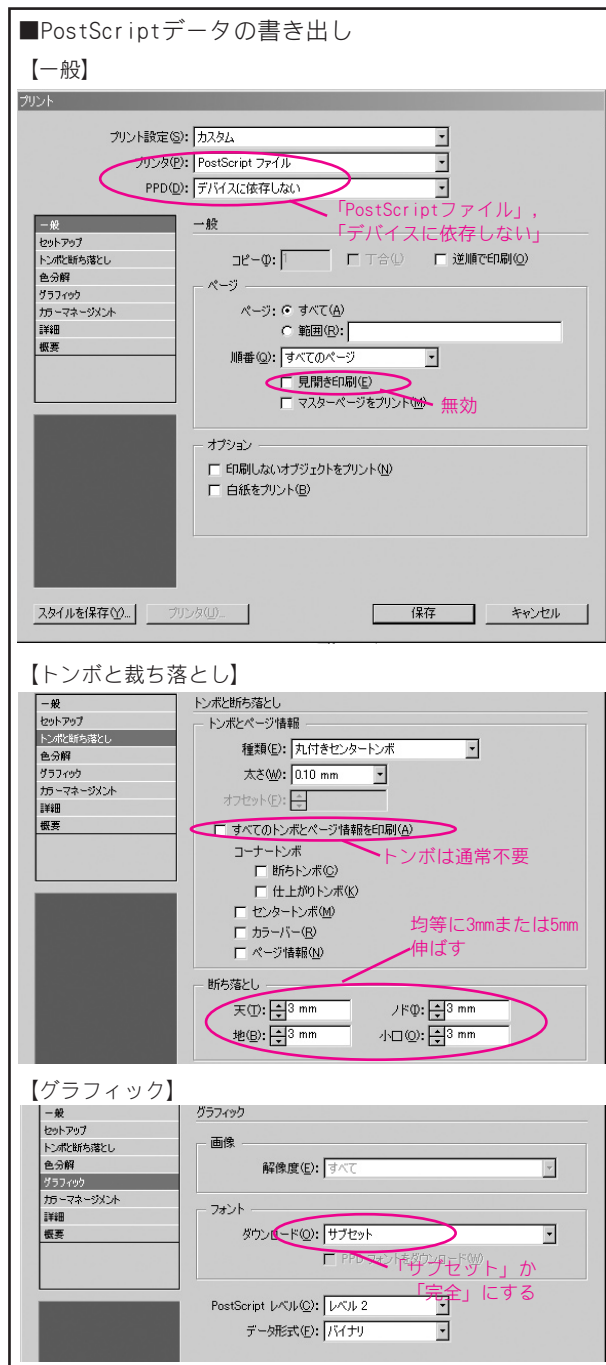 ■PostScriptデータの書き出し
【一般】
プリント
プリント設定(S): カスタム
プリンタ(P): PostScript ファイル
PPD(D): デバイスに依存しない
「PostScriptファイル」,
「デバイスに依存しない」
一般
セットアップ
トンボと断ち落とし
色分解
グラフィック
カラーマネージメント
詳細
概要
一般
コピー(I): 1 丁合(L) 逆順で印刷(O)
ページ
ページ: すべて(A)
範囲(R):
順番(Q): すべてのページ
見開き印刷(E)
マスターページをプリント(M)
無効
オプション
印刷しないオブジェクトをプリント(N)
白紙をプリント(B)
スタイルを保存(Y)... プリンタ(U)... 保存 キャンセル
【トンボと裁ち落とし】
一般
セットアップ
トンボと断ち落とし
色分解
グラフィック
カラーマネージメント
詳細
概要
トンボと断ち落とし
トンボとページ情報
種類(E): 丸付きセンタートンボ
太さ(W): 0.10 mm
オフセット(F):
すべてのトンボとページ情報を印刷(A)
コーナートンボ
トンボは通常不要
断ちトンボ(C)
仕上がりトンボ(K)
センタートンボ(M)
カラーバー(R)
ページ情報(N)
均等に3mmまたは5mm
伸ばす
断ち落とし
天(T): 3 mm ノド(I): 3 mm
地(B): 3 mm 小口(O): 3 mm
【グラフィック】
一般
セットアップ
トンボと断ち落とし
色分解
グラフィック
カラーマネージメント
詳細
概要
グラフィック
画像
解像度(E): すべて
フォント
ダウンロード(O): サブセット
PPD フォントをダウンロード(W)
「サブセット」か
「完全」にする
PostScript レベル(C): レベル 2
データ形式(F): バイナリ